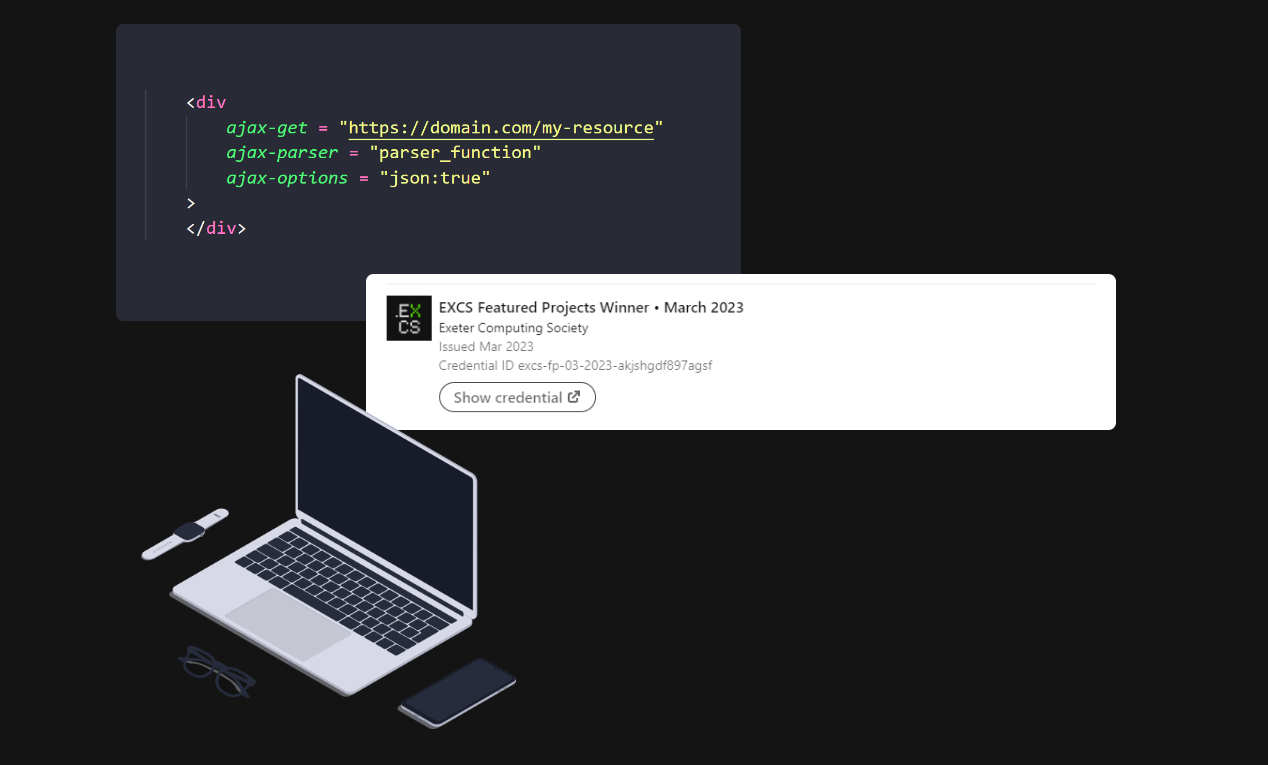 <div
ajax-get = "https://domain.com/my-resource"
ajax-parser = "parser_function"
ajax-options = "json:true"
>
</div>
.EX
CS
EXCS Featured Projects Winner • March 2023
Exeter Computing Society
Issued Mar 2023
Credential ID excs-fp-03-2023-akjshgdf897agsf
Show credential